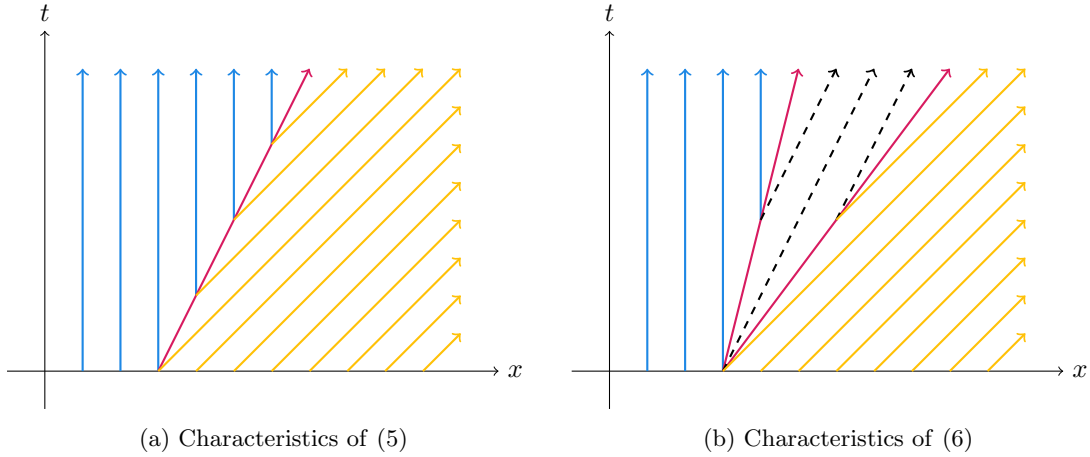 t
x
t
x
(a) Characteristics of (5)
(b) Characteristics of (6)